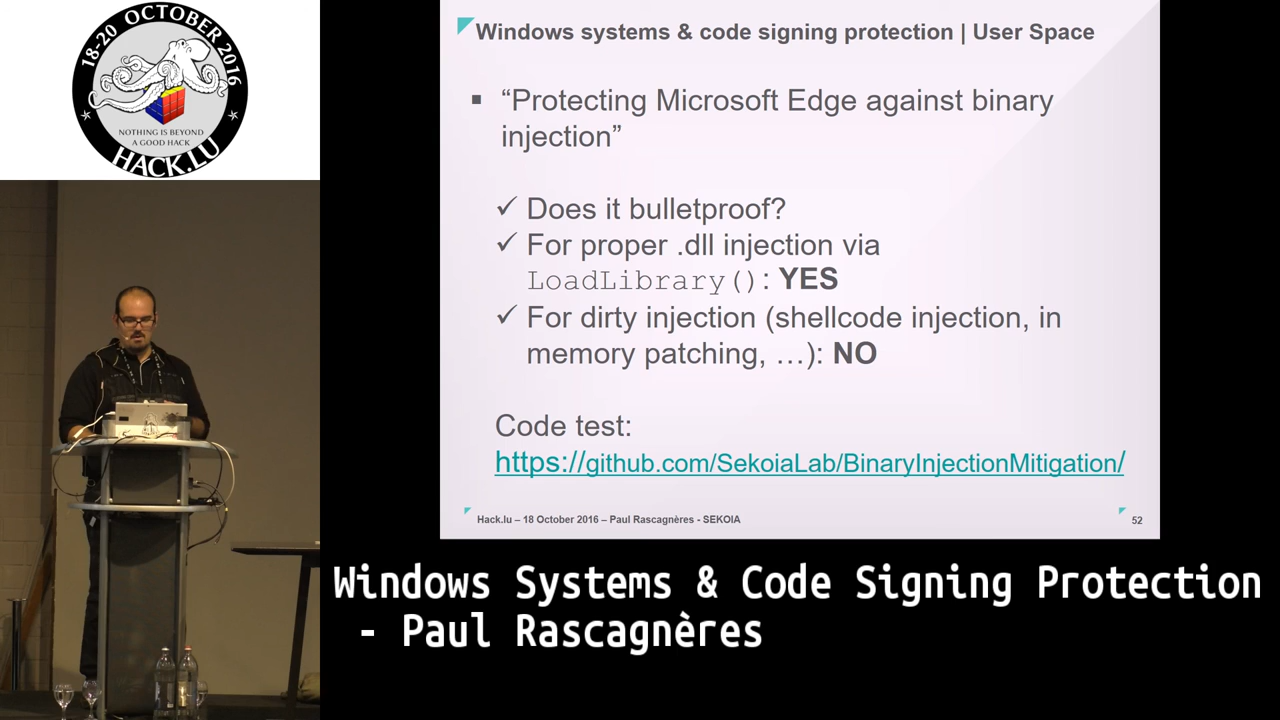 18-20 OCTOBER 2016
NOTHING IS BEYOND
A GOOD HACK
HACK.LU
Windows systems & code signing protection | User Space
▪ “Protecting Microsoft Edge against binary
injection”
✓ Does it bulletproof?
✓ For proper .dll injection via
LoadLibrary(): YES
✓ For dirty injection (shellcode injection, in
memory patching, …): NO
Code test:
https://github.com/SekoiaLab/BinaryInjectionMitigation/
Hack.lu – 18 October 2016 – Paul Rascagnères - SEKOIA
52
Windows Systems & Code Signing Protection
- Paul Rascagnères